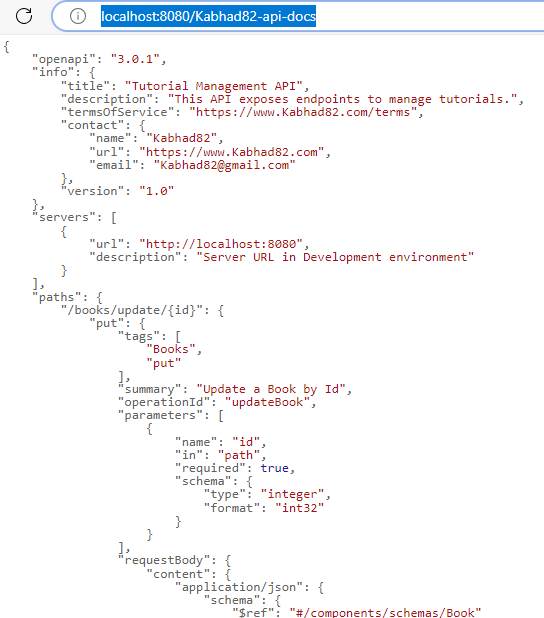 localhost:8080/Kabhad82-api-docs
{
    "openapi": "3.0.1",
    "info": {
        "title": "Tutorial Management API",
        "description": "This API exposes endpoints to manage tutorials.",
        "termsOfService": "https://www.Kabhad82.com/terms",
        "contact": {
            "name": "Kabhad82",
            "url": "https://www.Kabhad82.com",
            "email": "Kabhad82@gmail.com"
        },
        "version": "1.0"
    },
    "servers": [
        {
            "url": "http://localhost:8080",
            "description": "Server URL in Development environment"
        }
    ],
    "paths": {
        "/books/update/{id}": {
            "put": {
                "tags": [
                    "Books",
                    "put"
                ],
                "summary": "Update a Book by Id",
                "operationId": "updateBook",
                "parameters": [
                    {
                        "name": "id",
                        "in": "path",
                        "required": true,
                        "schema": {
                            "type": "integer",
                            "format": "int32"
                        }
                    }
                ],
                "requestBody": {
                    "content": {
                        "application/json": {
                            "schema": {
                                "$ref": "#/components/schemas/Book"